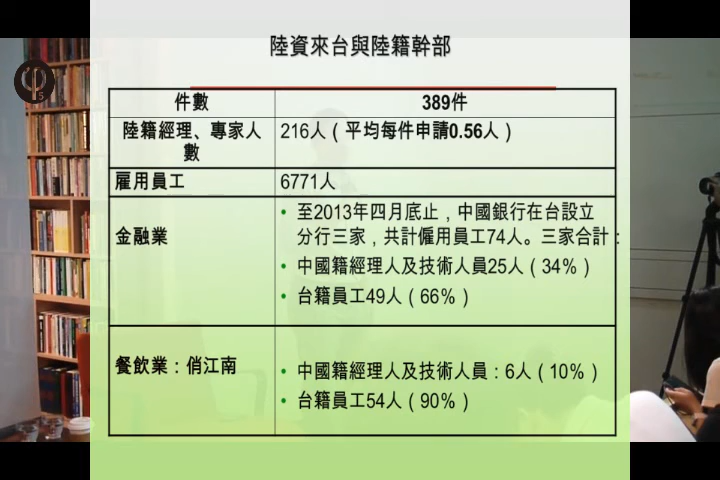 陸資來台與陸籍幹部
件數
389件
陸籍經理、專家人
數
216人（平均每件申請0.56人）
雇用員工
6771人
金融業
• 至2013年四月底止，中國銀行在台設立
分行三家，共計僱用員工74人。三家合計：
• 中國籍經理人及技術人員25人（34%）
• 台籍員工49人（66%）
餐飲業：俏江南
• 中國籍經理人及技術人員：6人（10%）
• 台籍員工54人（90%）